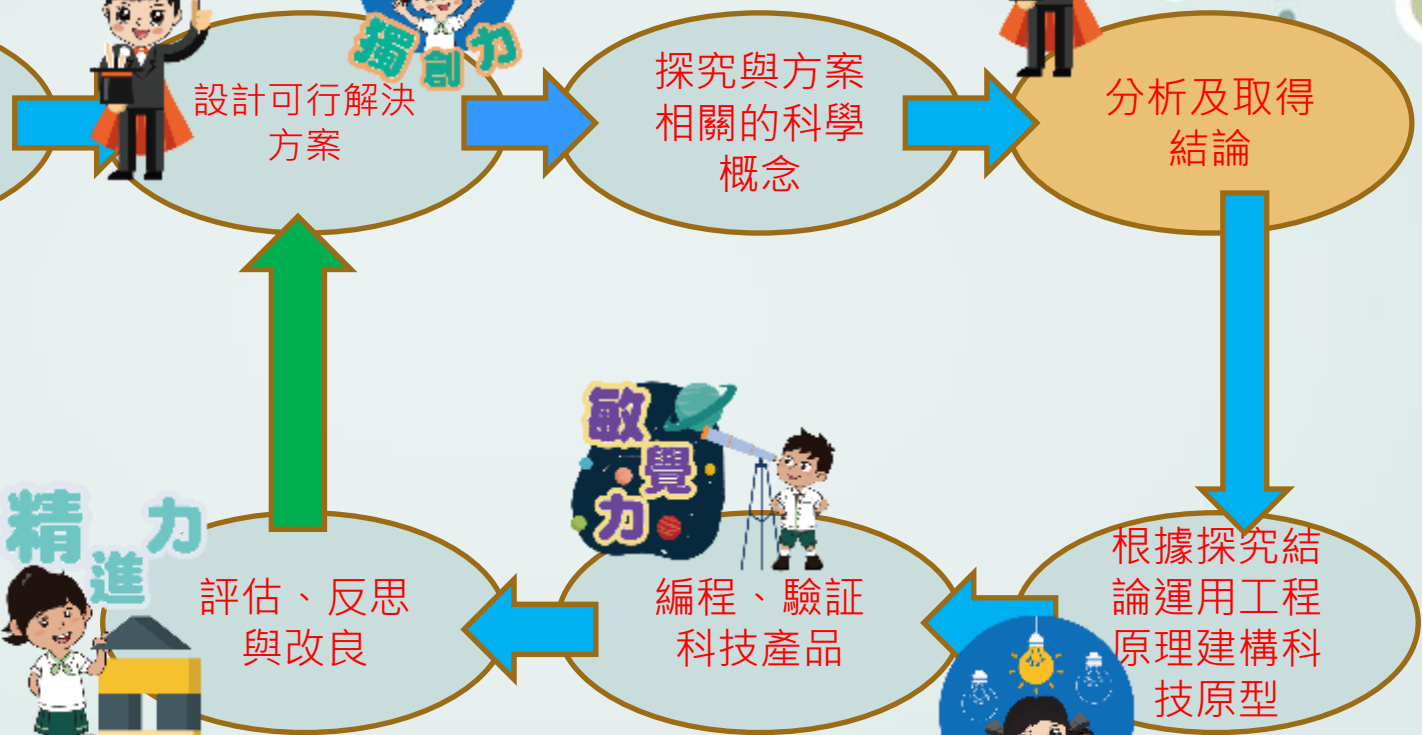 獨創力
設計可行解決
方案
探究與方案
相關的科學
概念
分析及取得
結論
敏覺力
精進力
評估、反思
與改良
編程、驗証
科技產品
根據探究結
論運用工程
原理建構科
技原型